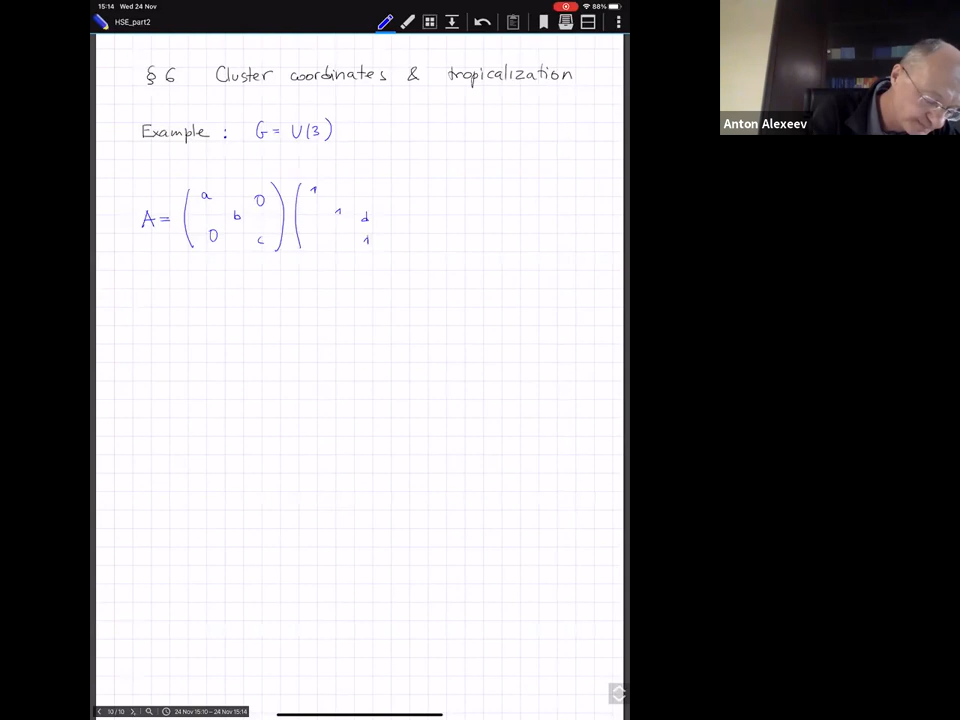 15:14 Wed 24 Nov 88%
HSE_part2
§ 6 Cluster coordinates & tropicalization
Anton Alexeev
Example : G = U(3)
a 0 1
A = b 1 d
0 c 1
10/10 24 Nov 15:10 – 24 Nov 15:14